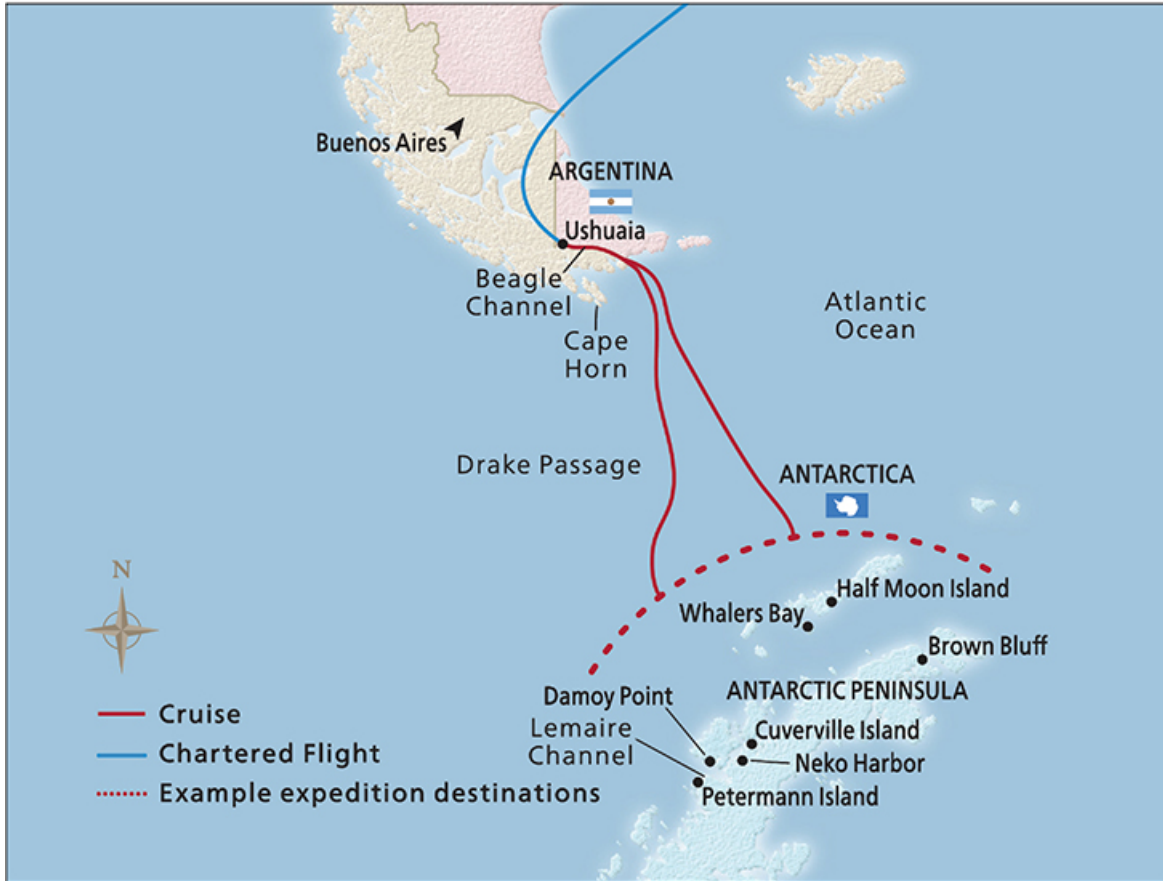 Buenos Aires
ARGENTINA
Ushuaia
Beagle
Channel
Cape
Horn
Atlantic
Ocean
Drake Passage
ANTARCTICA
N
Half Moon Island
Whalers Bay
Brown Bluff
Damoy Point
ANTARCTIC PENINSULA
Lemaire
Channel
Cuverville Island
Neko Harbor
Petermann Island
Cruise
Chartered Flight
Example expedition destinations